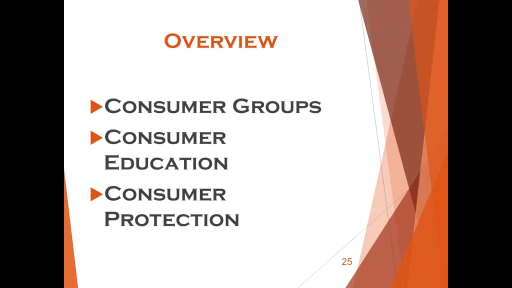 Overview
Consumer Groups
Consumer
Education
Consumer
Protection
25